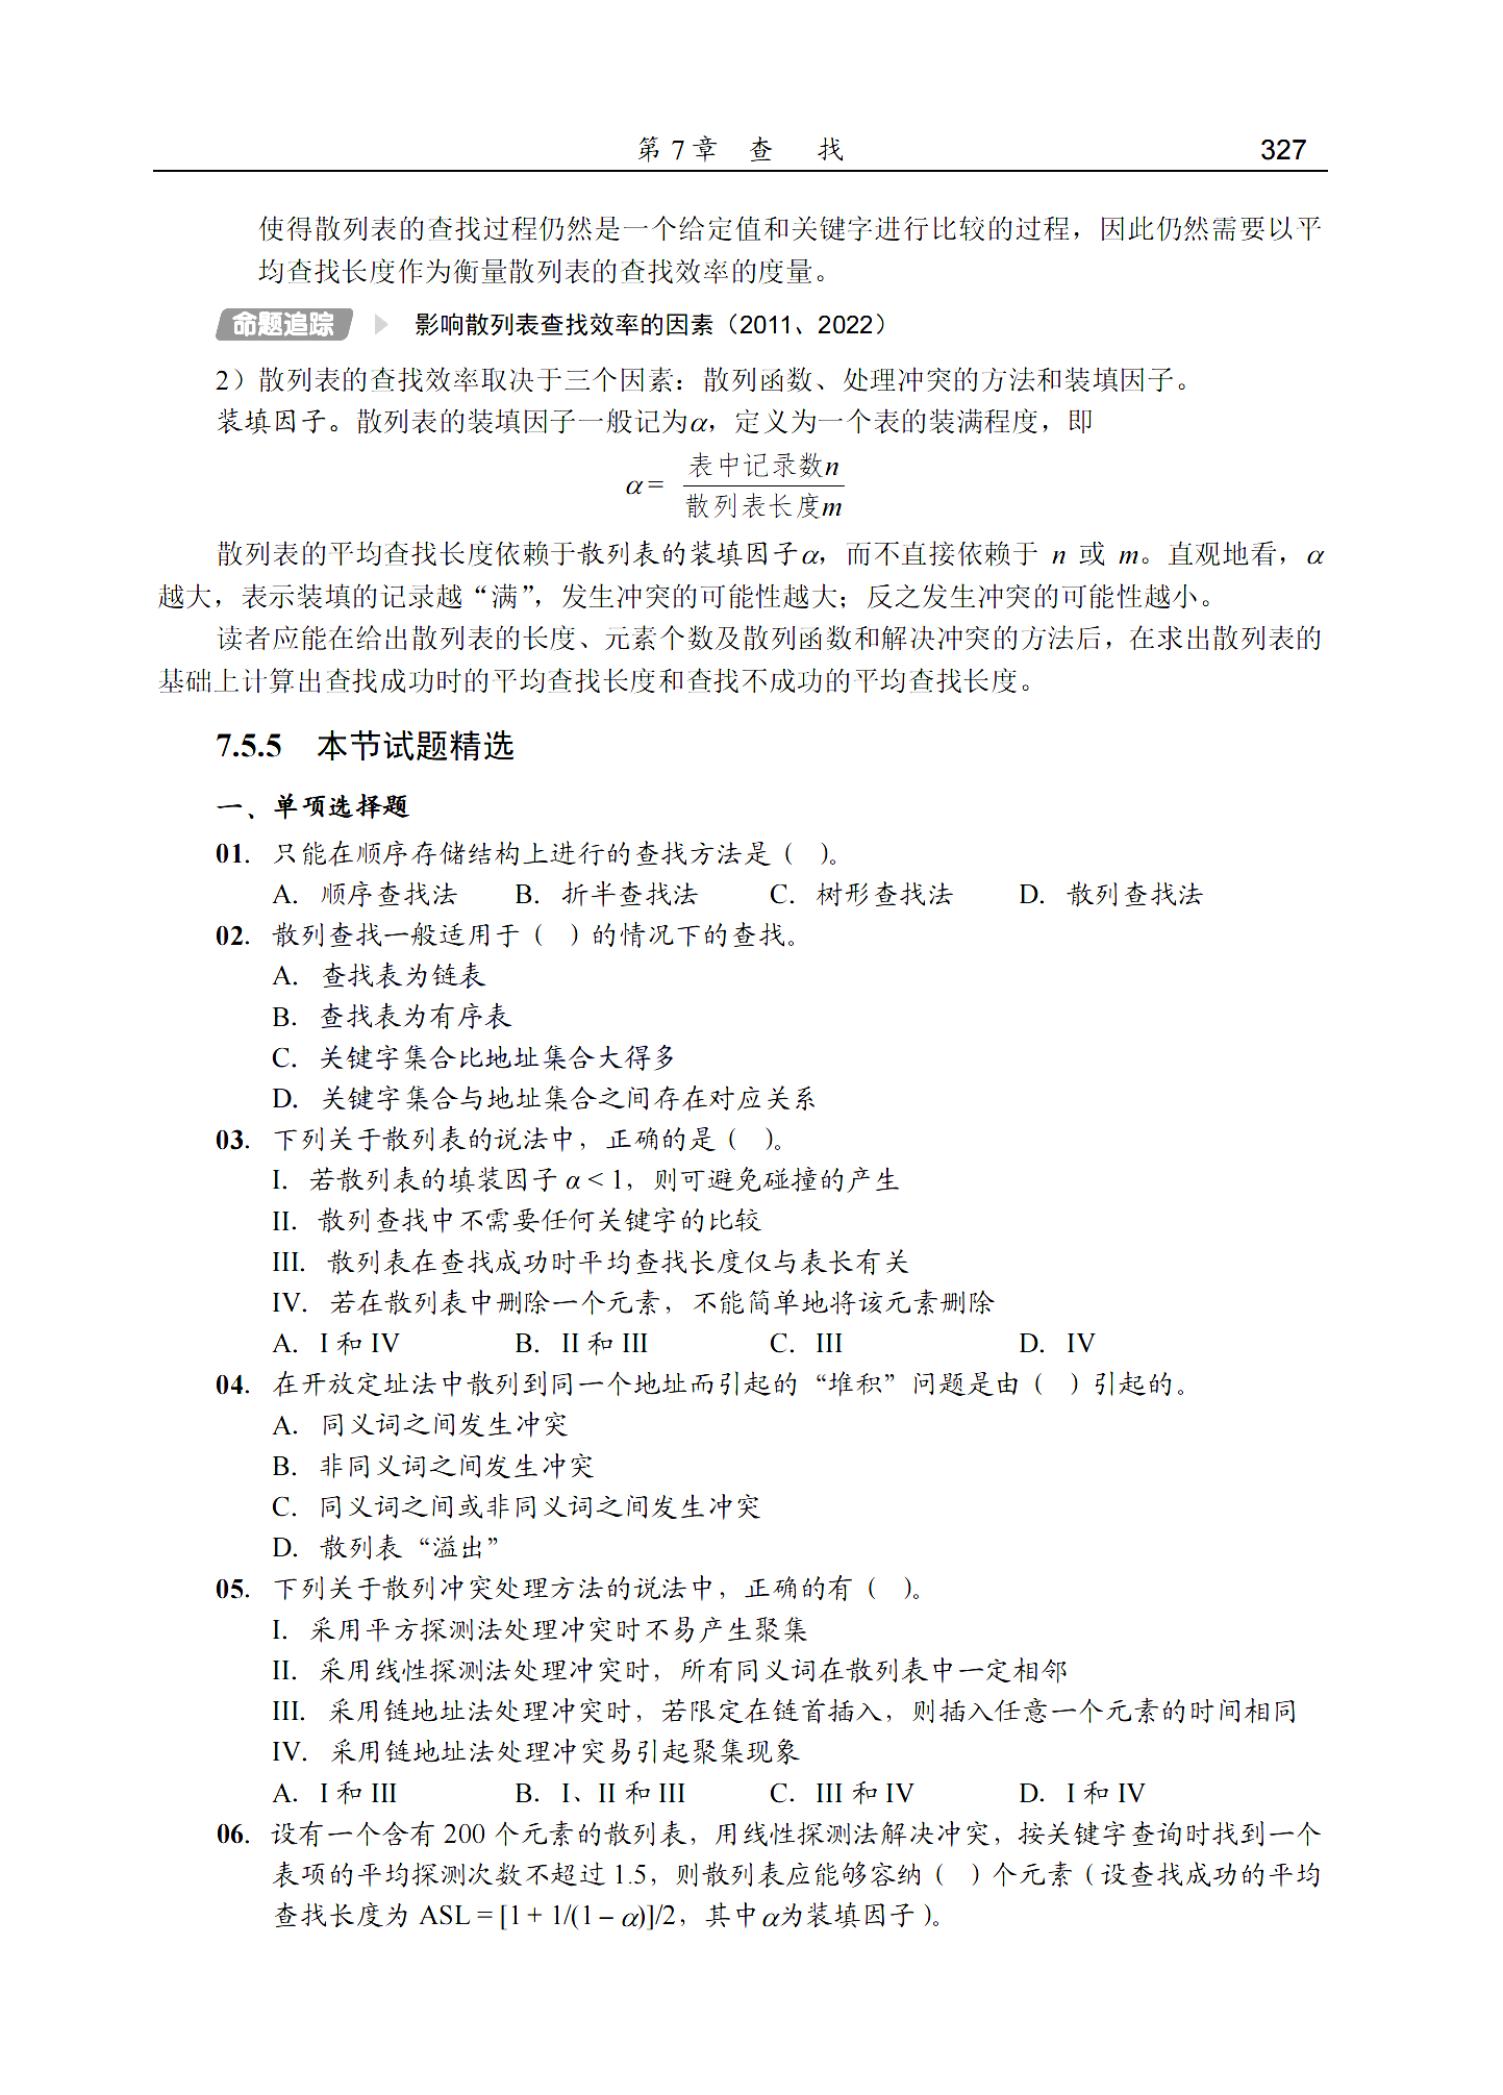 第 7 章 查 找 327
使得散列表的查找过程仍然是一个给定值和关键字进行比较的过程，因此仍然需要以平
均查找长度作为衡量散列表的查找效率的度量。
命题追踪 影响散列表查找效率的因素（2011、2022）
2）散列表的查找效率取决于三个因素：散列函数、处理冲突的方法和装填因子。
装填因子。散列表的装填因子一般记为α，定义为一个表的装满程度，即
α = 表中记录数n
散列表长度m
散列表的平均查找长度依赖于散列表的装填因子α，而不直接依赖于 n 或 m。直观地看，α
越大，表示装填的记录越“满”，发生冲突的可能性越大；反之发生冲突的可能性越小。
读者应能在给出散列表的长度、元素个数及散列函数和解决冲突的方法后，在求出散列表的
基础上计算出查找成功时的平均查找长度和查找不成功的平均查找长度。
7.5.5 本节试题精选
一、单项选择题
01. 只能在顺序存储结构上进行的查找方法是（ ）。
A. 顺序查找法 B. 折半查找法 C. 树形查找法 D. 散列查找法
02. 散列查找一般适用于（ ）的情况下的查找。
A. 查找表为链表
B. 查找表为有序表
C. 关键字集合比地址集合大得多
D. 关键字集合与地址集合之间存在对应关系
03. 下列关于散列表的说法中，正确的是（ ）。
I. 若散列表的填装因子 α < 1，则可避免碰撞的产生
II. 散列查找中不需要任何关键字的比较
III. 散列表在查找成功时平均查找长度仅与表长有关
IV. 若在散列表中删除一个元素，不能简单地将该元素删除
A. I 和 IV B. II 和 III C. III D. IV
04. 在开放定址法中散列到同一个地址而引起的“堆积”问题是由（ ）引起的。
A. 同义词之间发生冲突
B. 非同义词之间发生冲突
C. 同义词之间或非同义词之间发生冲突
D. 散列表“溢出”
05. 下列关于散列冲突处理方法的说法中，正确的有（ ）。
I. 采用平方探测法处理冲突时不易产生聚集
II. 采用线性探测法处理冲突时，所有同义词在散列表中一定相邻
III. 采用链地址法处理冲突时，若限定在链首插入，则插入任意一个元素的时间相同
IV. 采用链地址法处理冲突易引起聚集现象
A. I 和 III B. I、II 和 III C. III 和 IV D. I 和 IV
06. 设有一个含有 200 个元素的散列表，用线性探测法解决冲突，按关键字查询时找到一个
表项的平均探测次数不超过 1.5，则散列表应能够容纳（ ）个元素（设查找成功的平均
查找长度为 ASL = [1 + 1/(1 – α)]/2，其中α为装填因子）。